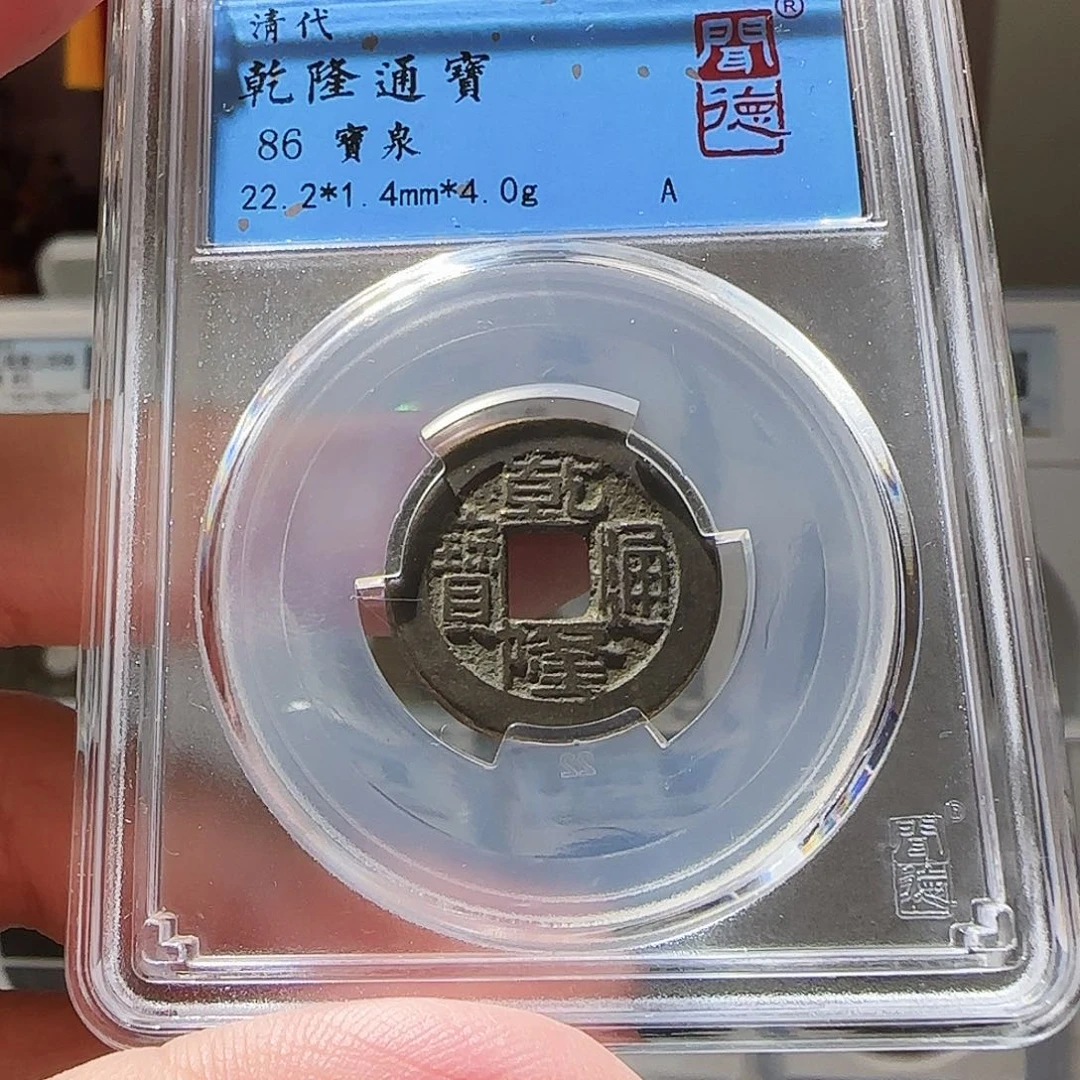 清代
乾隆通寶
86 寶泉
22.2*1.4mm*4.0g A
聞德
®
乾隆通寶
22
聞德